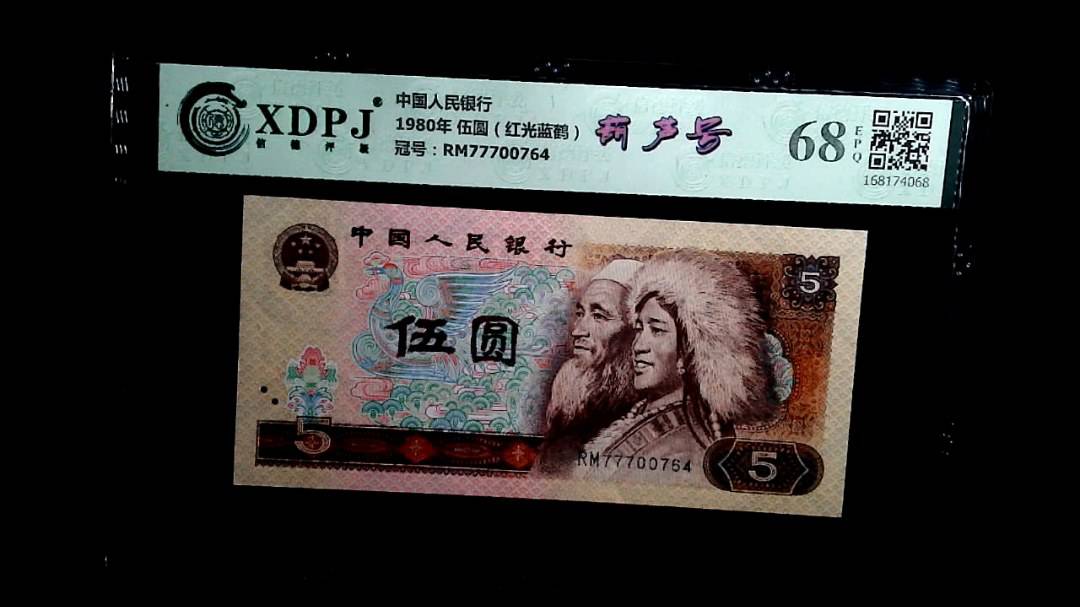 XDPJ®
信德评级
中国人民银行
1980年 伍圆（红光蓝鹤）
冠号：RM77700764
葫芦号
68
EPQ
168174068
中国人民银行
5
伍圆
5
RM77700764
5